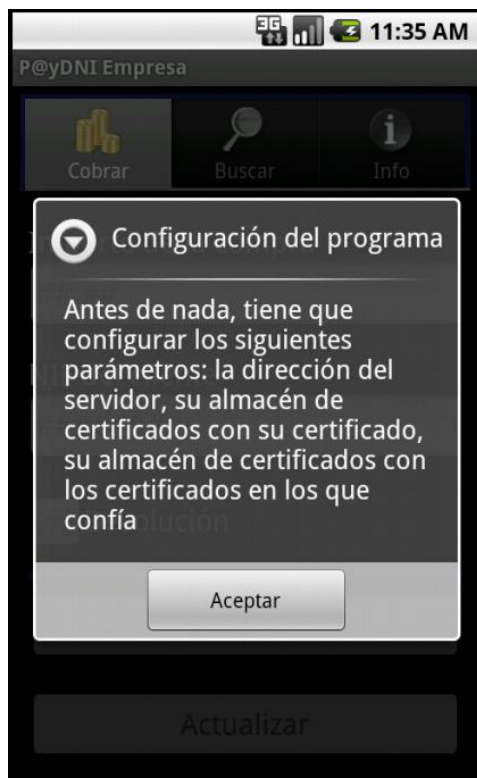 3G
11:35 AM
P@yDNI Empresa
Cobrar Buscar Info
Configuración del programa
Antes de nada, tiene que
configurar los siguientes
parámetros: la dirección del
servidor, su almacén de
certificados con su certificado,
su almacén de certificados con
los certificados en los que
confía
Aceptar
Actualizar